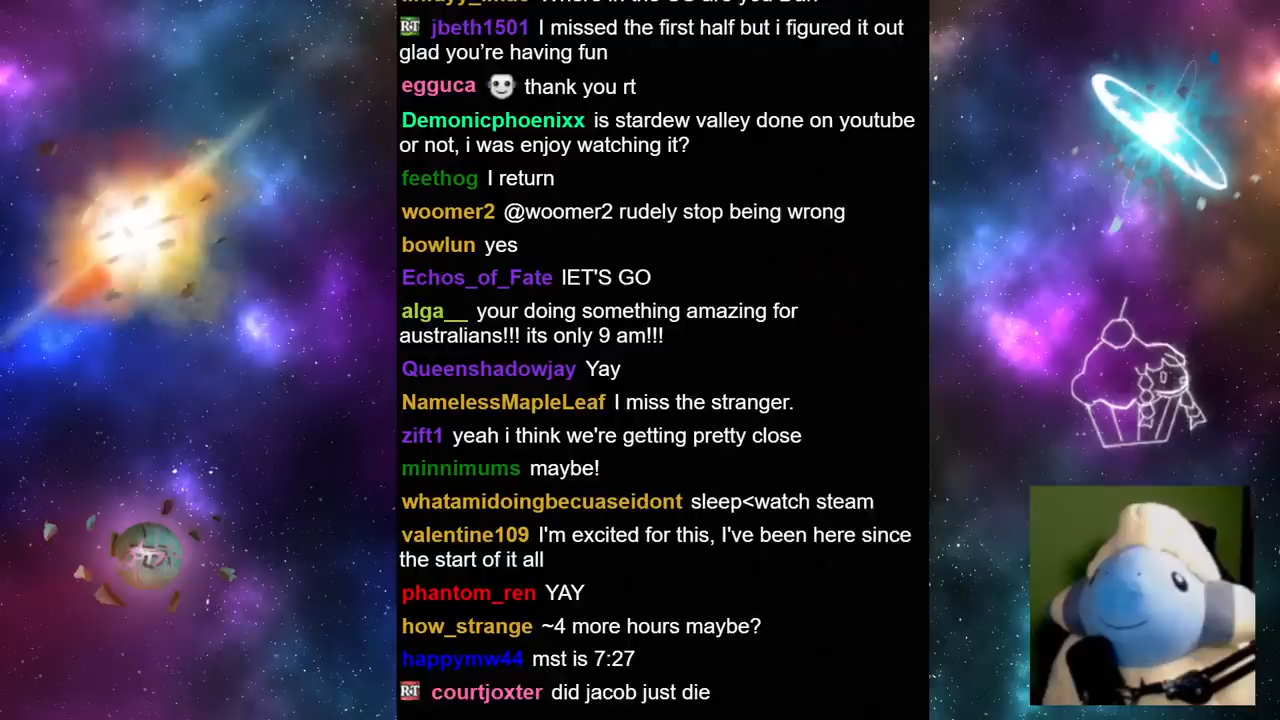 jbeth1501 I missed the first half but i figured it out
glad you're having fun
egguca thank you rt
Demonicphoenixx is stardew valley done on youtube
or not, i was enjoy watching it?
feethog I return
woomer2 @woomer2 rudely stop being wrong
bowlun yes
Echos_of_Fate lET'S GO
alga__ your doing something amazing for
australians!!! its only 9 am!!!
Queenshadowjay Yay
NamelessMapleLeaf I miss the stranger.
zift1 yeah i think we're getting pretty close
minnimums maybe!
whatamidoingbecuaseidont sleep<watch steam
valentine109 I'm excited for this, I've been here since
the start of it all
phantom_ren YAY
how_strange ~4 more hours maybe?
happymw44 mst is 7:27
RT courtjoxter did jacob just die